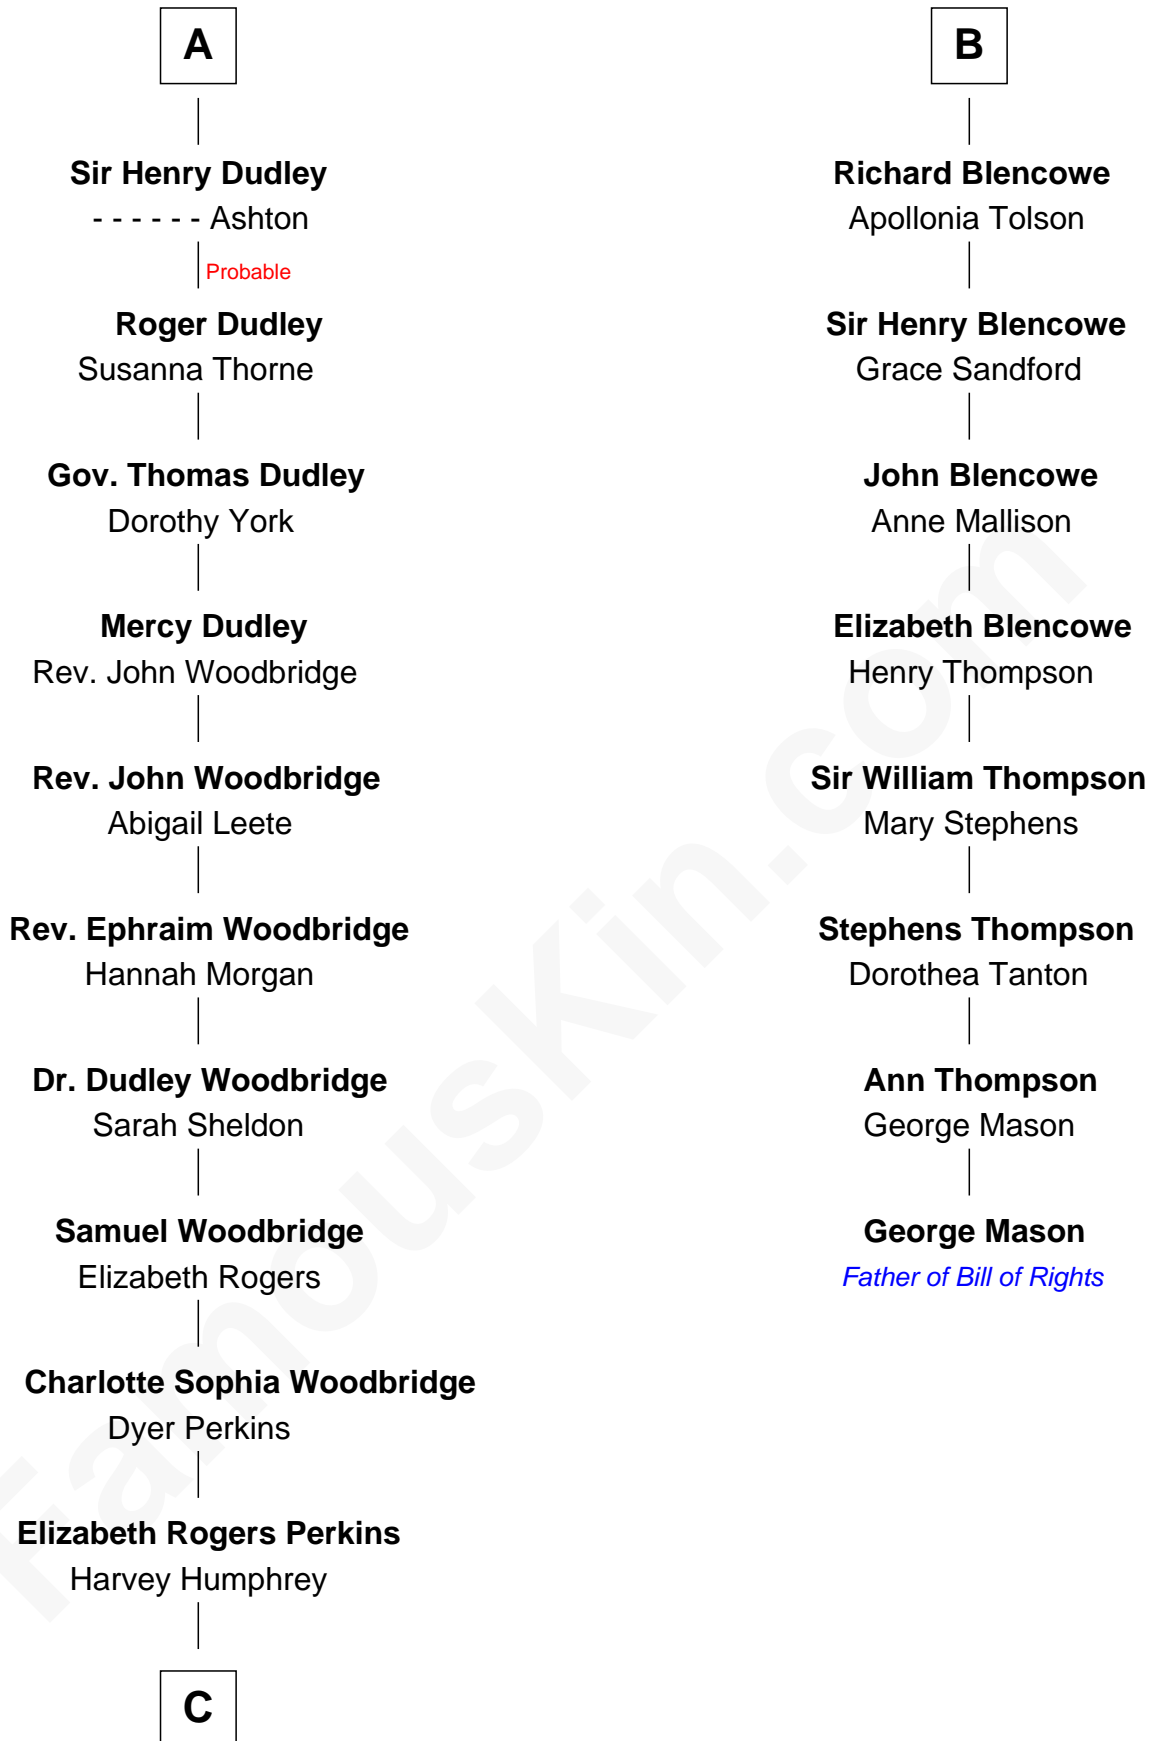 A
Sir Henry Dudley
- - - - - - Ashton
Probable
Roger Dudley
Susanna Thorne
Gov. Thomas Dudley
Dorothy York
Mercy Dudley
Rev. John Woodbridge
Rev. John Woodbridge
Abigail Leete
Rev. Ephraim Woodbridge
Hannah Morgan
Dr. Dudley Woodbridge
Sarah Sheldon
Samuel Woodbridge
Elizabeth Rogers
Charlotte Sophia Woodbridge
Dyer Perkins
Elizabeth Rogers Perkins
Harvey Humphrey
C
B
Richard Blencowe
Apollonia Tolson
Sir Henry Blencowe
Grace Sandford
John Blencowe
Anne Mallison
Elizabeth Blencowe
Henry Thompson
Sir William Thompson
Mary Stephens
Stephens Thompson
Dorothea Tanton
Ann Thompson
George Mason
George Mason
Father of Bill of Rights
FamousKin.com